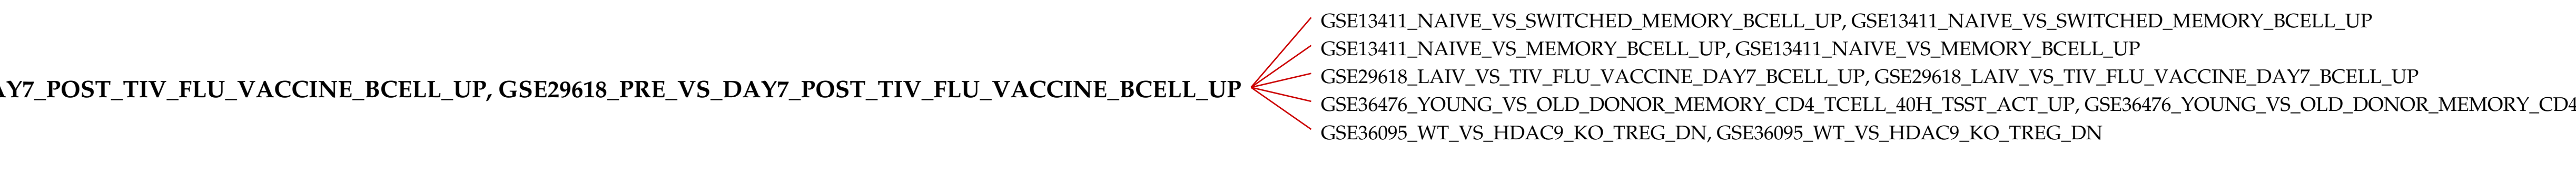 GSE13411_NAIVE_VS_SWITCHED_MEMORY_BCELL_UP, GSE13411_NAIVE_VS_SWITCHED_MEMORY_BCELL_UP
GSE13411_NAIVE_VS_MEMORY_BCELL_UP, GSE13411_NAIVE_VS_MEMORY_BCELL_UP
GSE29618_LAIV_VS_TIV_FLU_VACCINE_DAY7_BCELL_UP, GSE29618_LAIV_VS_TIV_FLU_VACCINE_DAY7_BCELL_UP
AY7_POST_TIV_FLU_VACCINE_BCELL_UP, GSE29618_PRE_VS_DAY7_POST_TIV_FLU_VACCINE_BCELL_UP
GSE36476_YOUNG_VS_OLD_DONOR_MEMORY_CD4_TCELL_40H_TSST_ACT_UP, GSE36476_YOUNG_VS_OLD_DONOR_MEMORY_CD4
GSE36095_WT_VS_HDAC9_KO_TREG_DN, GSE36095_WT_VS_HDAC9_KO_TREG_DN